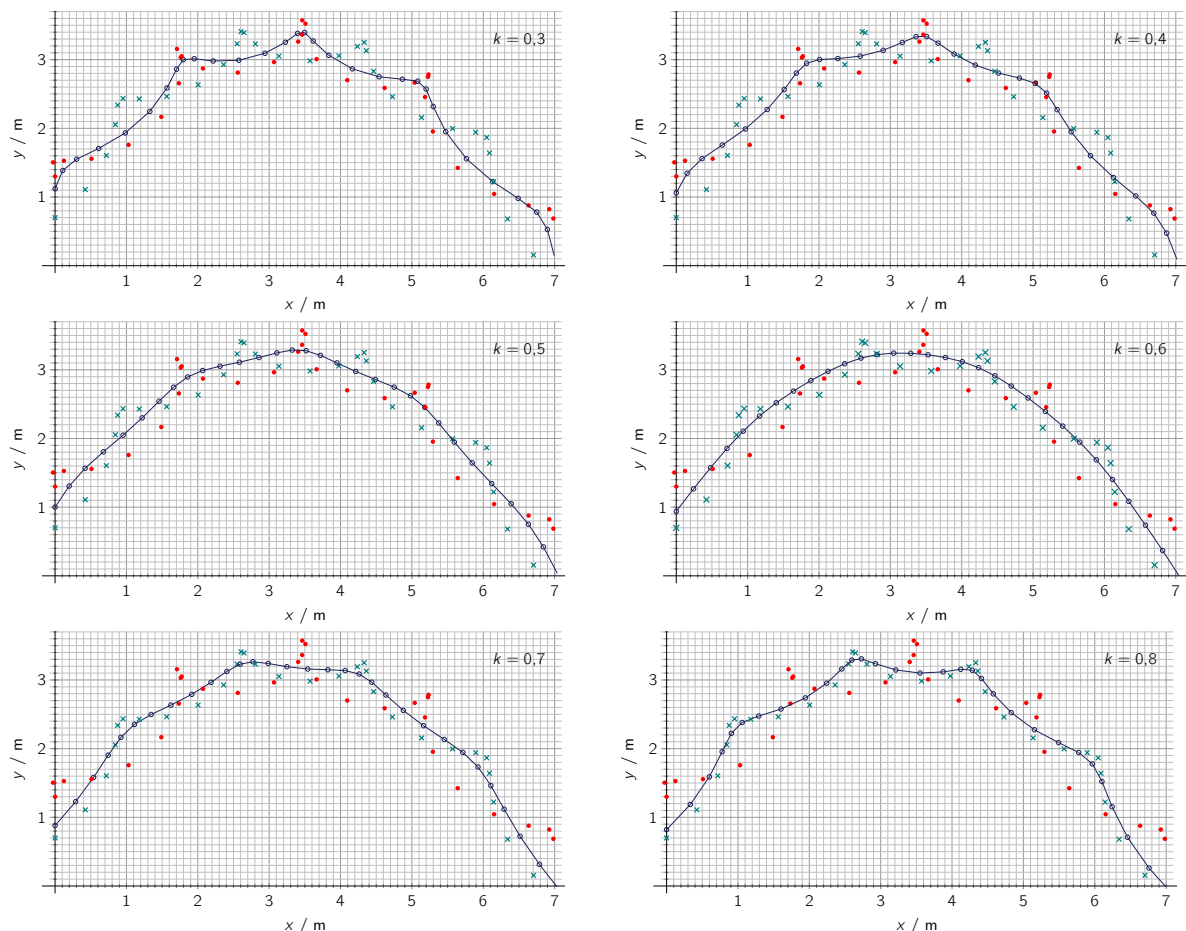 3
2
1
y / m
k = 0,3
1 2 3 4 5 6 7
x / m
3
2
1
y / m
k = 0,4
1 2 3 4 5 6 7
x / m
3
2
1
y / m
k = 0,5
1 2 3 4 5 6 7
x / m
3
2
1
y / m
k = 0,6
1 2 3 4 5 6 7
x / m
3
2
1
y / m
k = 0,7
1 2 3 4 5 6 7
x / m
3
2
1
y / m
k = 0,8
1 2 3 4 5 6 7
x / m